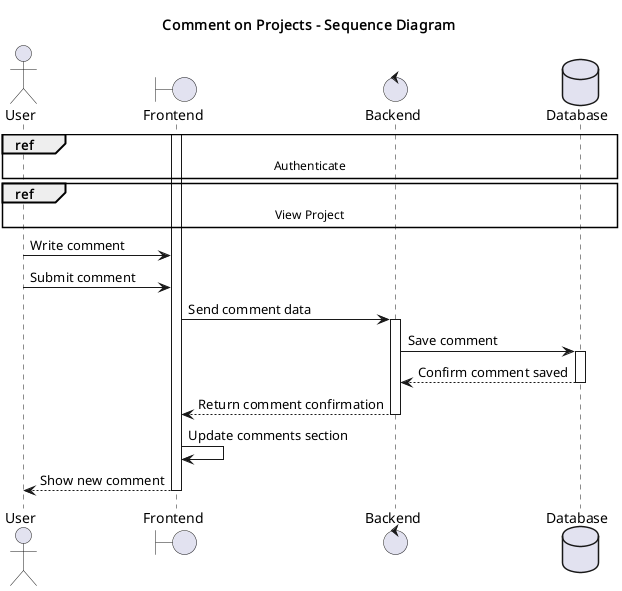 Comment on Projects - Sequence Diagram
User
Frontend
Backend
Database
ref
Authenticate
ref
View Project
Write comment
Submit comment
Send comment data
Save comment
Confirm comment saved
Return comment confirmation
Update comments section
Show new comment
User
Frontend
Backend
Database